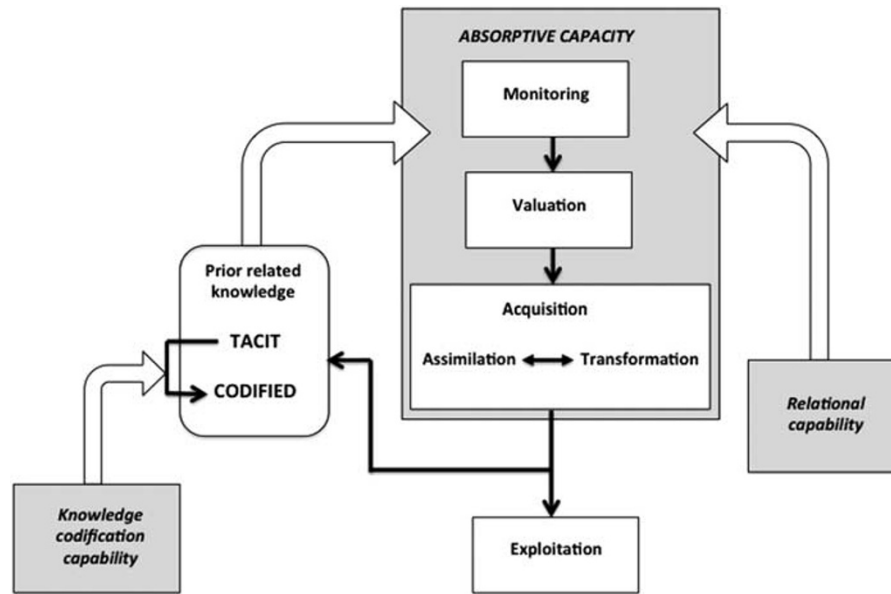 ABSORPTIVE CAPACITY
Monitoring
Valuation
Prior related
knowledge
TACIT
CODIFIED
Acquisition
Assimilation
Transformation
Relational
capability
Knowledge
codification
capability
Exploitation